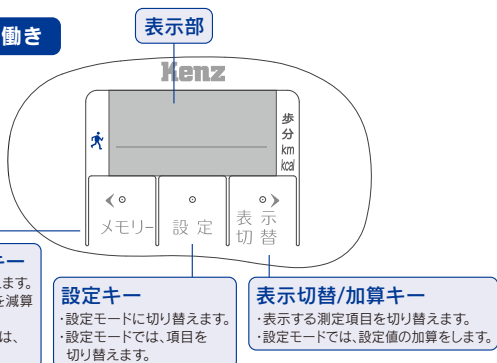 働き
表示部
Kenz
歩
分
km
kcal
メモリー
設 定
表 示
切 替
キー
えます。
を減算
は、
設定キー
・設定モードに切り替えます。
・設定モードでは、項目を
切り替えます。
表示切替/加算キー
・表示する測定項目を切り替えます。
・設定モードでは、設定値の加算をします。